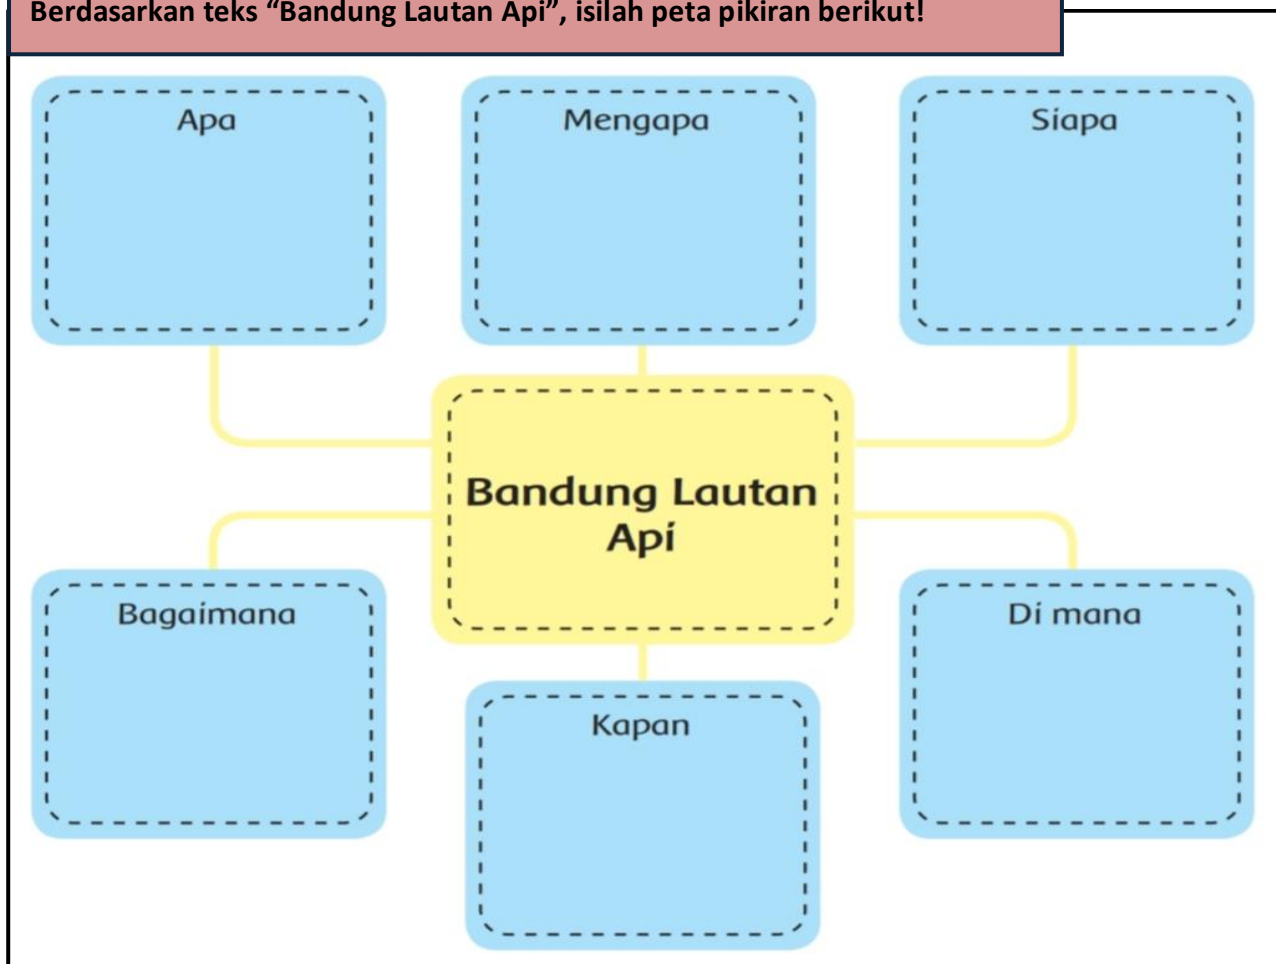 Berdasarkan teks “Bandung Lautan Api”, isilah peta pikiran berikut!
Apa
Mengapa
Siapa
Bandung Lautan
Api
Bagaimana
Di mana
Kapan